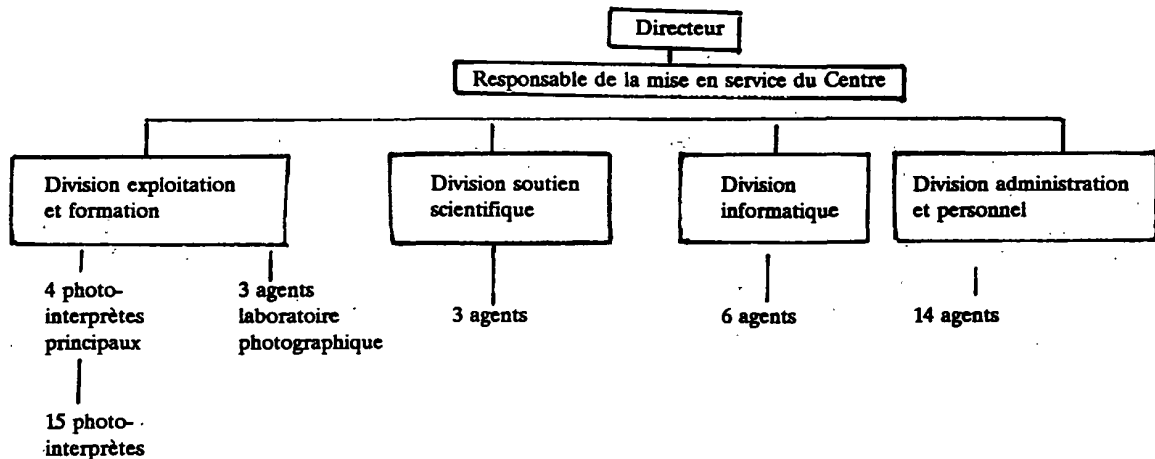 Directeur
Responsable de la mise en service du Centre
Division exploitation
et formation
Division soutien
scientifique
Division
informatique
Division administration
et personnel
4 photo-
interprètes
principaux
3 agents
laboratoire
photographique
3 agents
6 agents
14 agents
15 photo-
interprètes